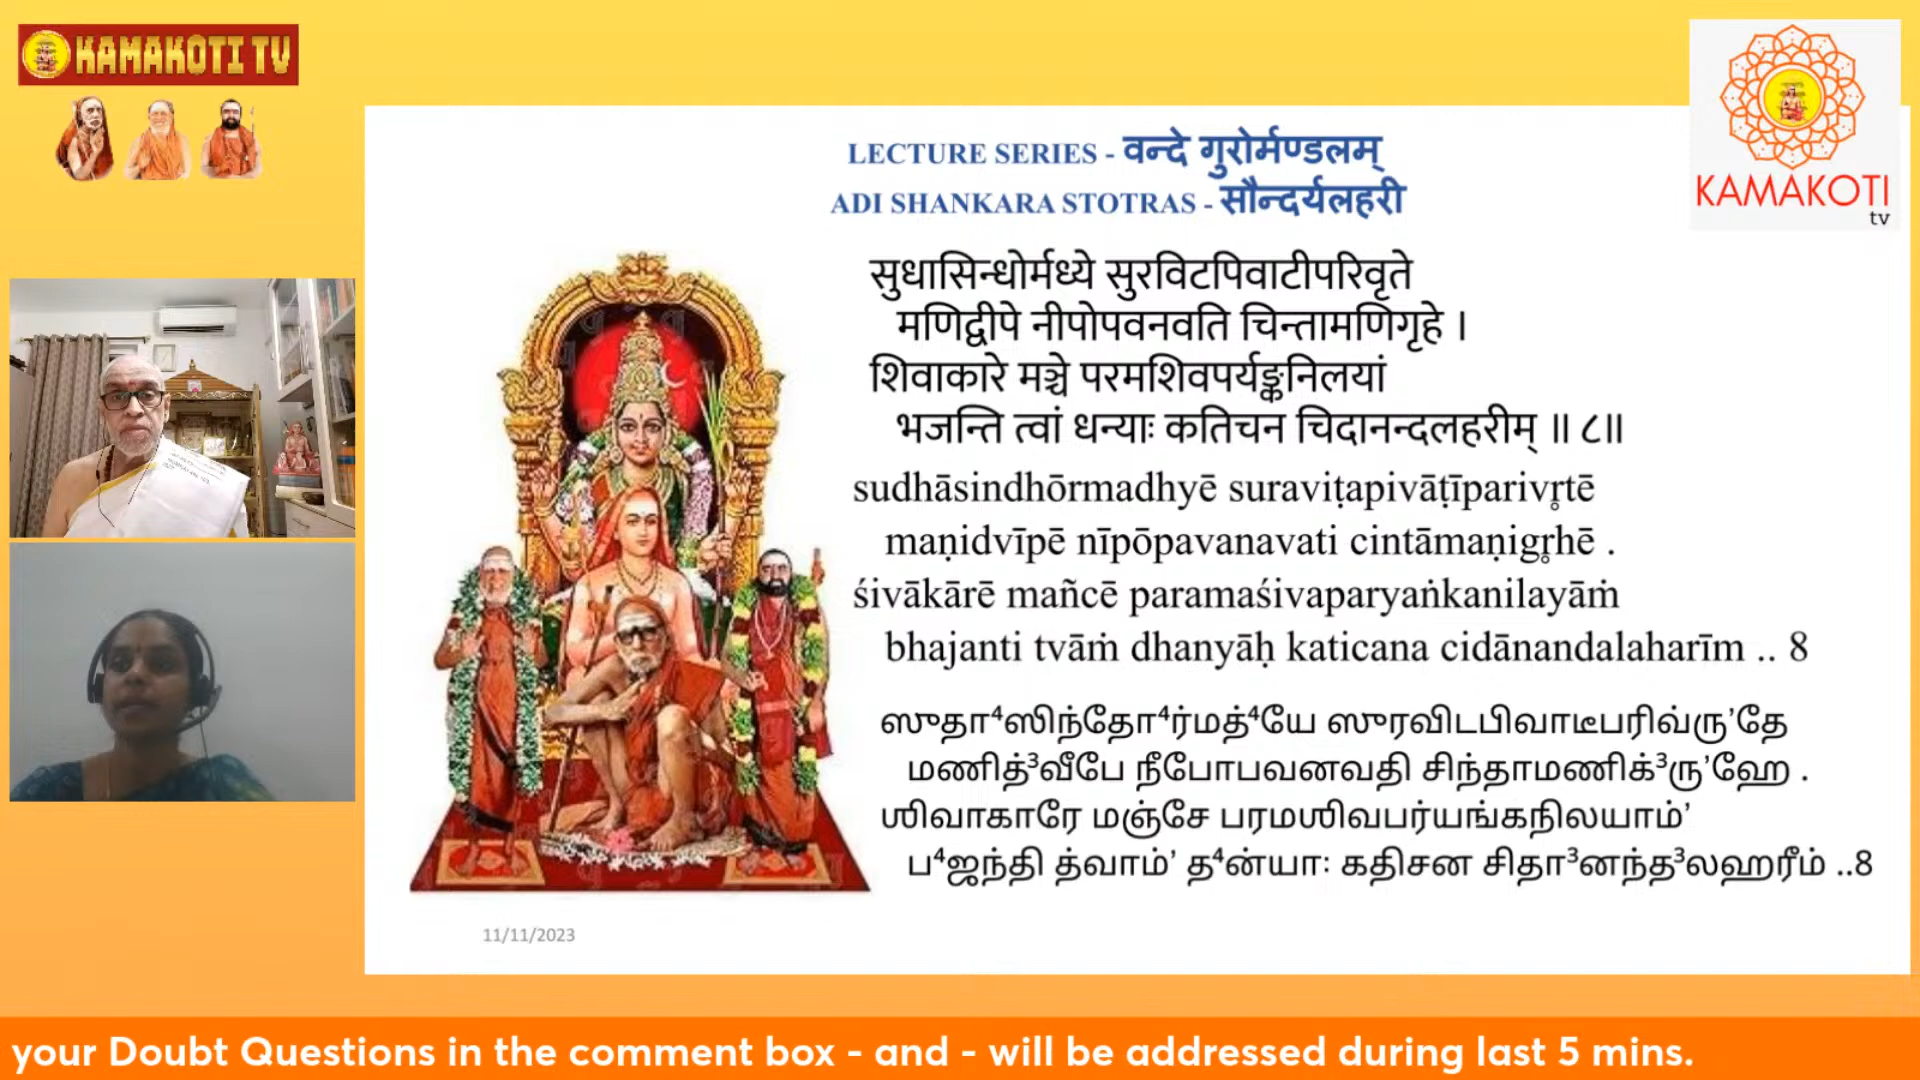 KAMAKOTI TV
KAMAKOTI
tv
LECTURE SERIES - वन्दे गुरोर्मण्डलम्
ADI SHANKARA STOTRAS - सौन्दर्यलहरी
सुधासिन्धोर्मध्ये सुरविटपिवाटीपरिवृते
मणिद्वीपे नीपोपवनवति चिन्तामणिगृहे ।
शिवाकारे मञ्चे परमशिवपर्यङ्कनिलयां
भजन्ति त्वां धन्याः कतिचन चिदानन्दलहरीम् ॥ ८॥
sudhāsindhōrmadhyē suraviṭapivāṭīparivr̥tē
maṇidvīpē nīpōpavanavati cintāmaṇigr̥hē .
śivākārē mañcē paramaśivaparyaṅkanilayāṁ
bhajanti tvāṁ dhanyāḥ katicana cidānandalaharīm .. 8
ஸுதா⁴ஸிந்தோ⁴ர்மத்⁴யே ஸுரவிடபிவாடீபரிவ்ரு’தே
மணித்³வீபே நீபோபவனவதி சிந்தாமணிக்³ரு’ஹே .
ஶிவாகாரே மஞ்சே பரமஶிவபர்யங்கநிலயாம்’
ப⁴ஜந்தி த்வாம்’ த⁴ன்யா꞉ கதிசன சிதா³னந்த³லஹரீம் ..8
11/11/2023
your Doubt Questions in the comment box - and - will be addressed during last 5 mins.